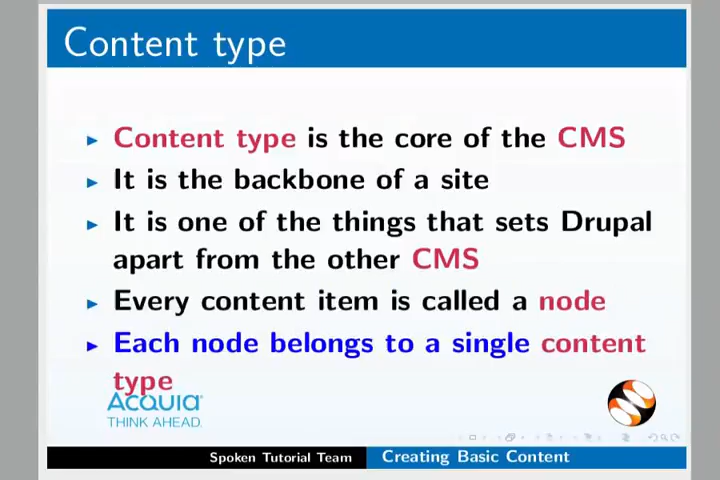 Content type
Content type is the core of the CMS
It is the backbone of a site
It is one of the things that sets Drupal
apart from the other CMS
Every content item is called a node
Each node belongs to a single content
type
ACQUIA
THINK AHEAD.
Spoken Tutorial Team Creating Basic Content